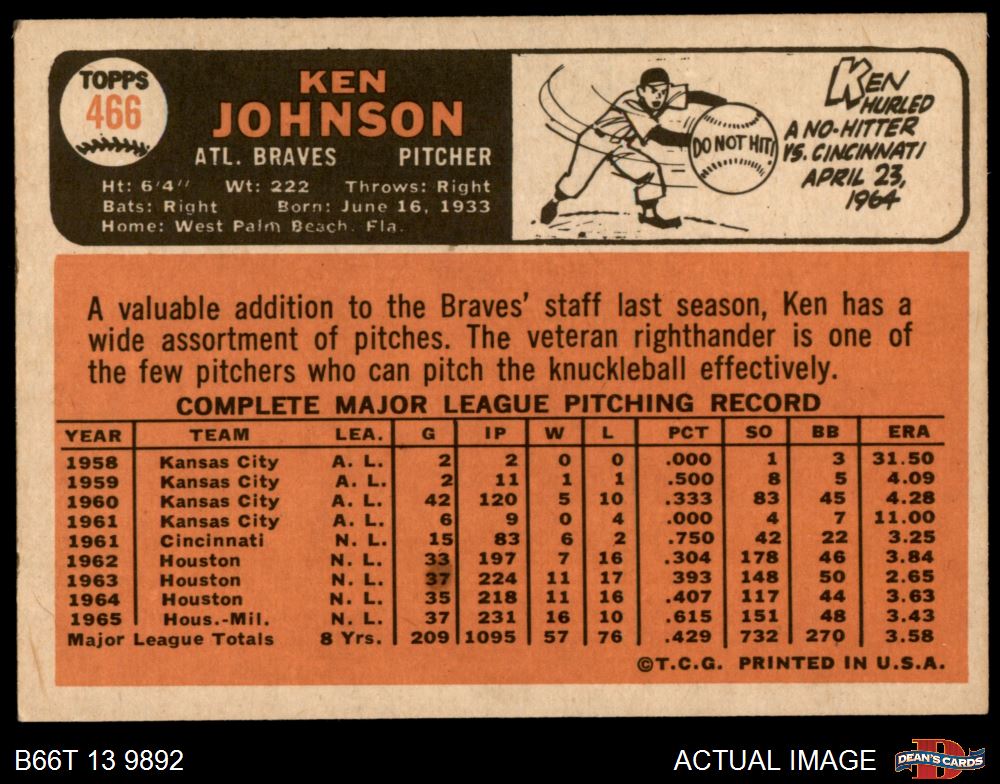 TOPPS
466
KEN
JOHNSON
ATL. BRAVES PITCHER
Ht: 6'4" Wt: 222 Throws: Right
Bats: Right Born: June 16, 1933
Home: West Palm Beach, Fla.
DO NOT HIT!
KEN
HURLED
A NO-HITTER
VS. CINCINNATI
APRIL 23,
1964
A valuable addition to the Braves' staff last season, Ken has a
wide assortment of pitches. The veteran righthander is one of
the few pitchers who can pitch the knuckleball effectively.
COMPLETE MAJOR LEAGUE PITCHING RECORD
YEAR TEAM LEA. G IP W L PCT SO BB ERA
1958 Kansas City A. L. 2 2 0 0 .000 1 3 31.50
1959 Kansas City A. L. 2 11 1 1 .500 8 5 4.09
1960 Kansas City A. L. 42 120 5 10 .333 83 45 4.28
1961 Kansas City A. L. 6 9 0 4 .000 4 7 11.00
1961 Cincinnati N. L. 15 83 6 2 .750 42 22 3.25
1962 Houston N. L. 33 197 7 16 .304 178 46 3.84
1963 Houston N. L. 37 224 11 17 393 148 50 2.65
1964 Houston N. L. 35 218 11 16 .407 117 44 3.63
1965 Hous.-Mil. N. L. 37 231 16 10 .615 151 48 3.43
Major League Totals 8 Yrs. 209 1095 57 76 .429 732 270 3.58
©T.C.G. PRINTED IN U.S.A.
B66T 13 9892 ACTUAL IMAGE
DEAN'S CARDS